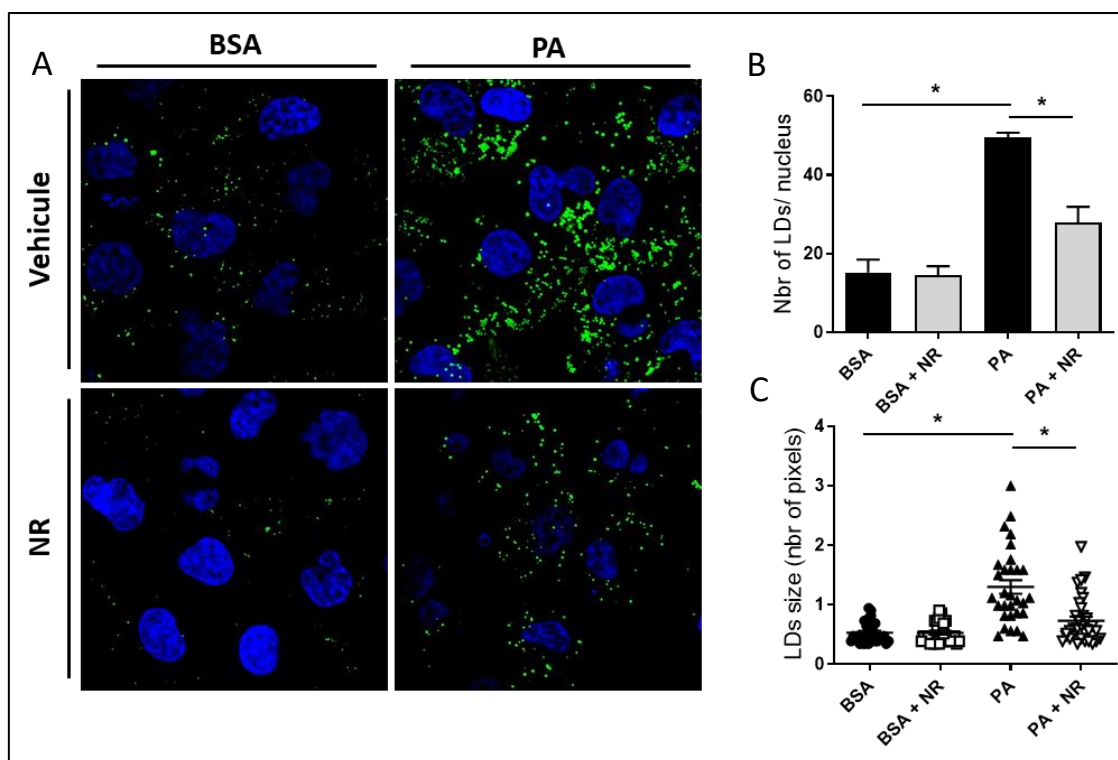 A
BSA
PA
Vehicule
NR
B
Nbr of LDs/ nucleus
60
40
20
0
*
*
BSA
BSA + NR
PA
PA + NR
C
LDs size (nbr of pixels)
4
3
2
1
0
*
*
BSA
BSA + NR
PA
PA + NR